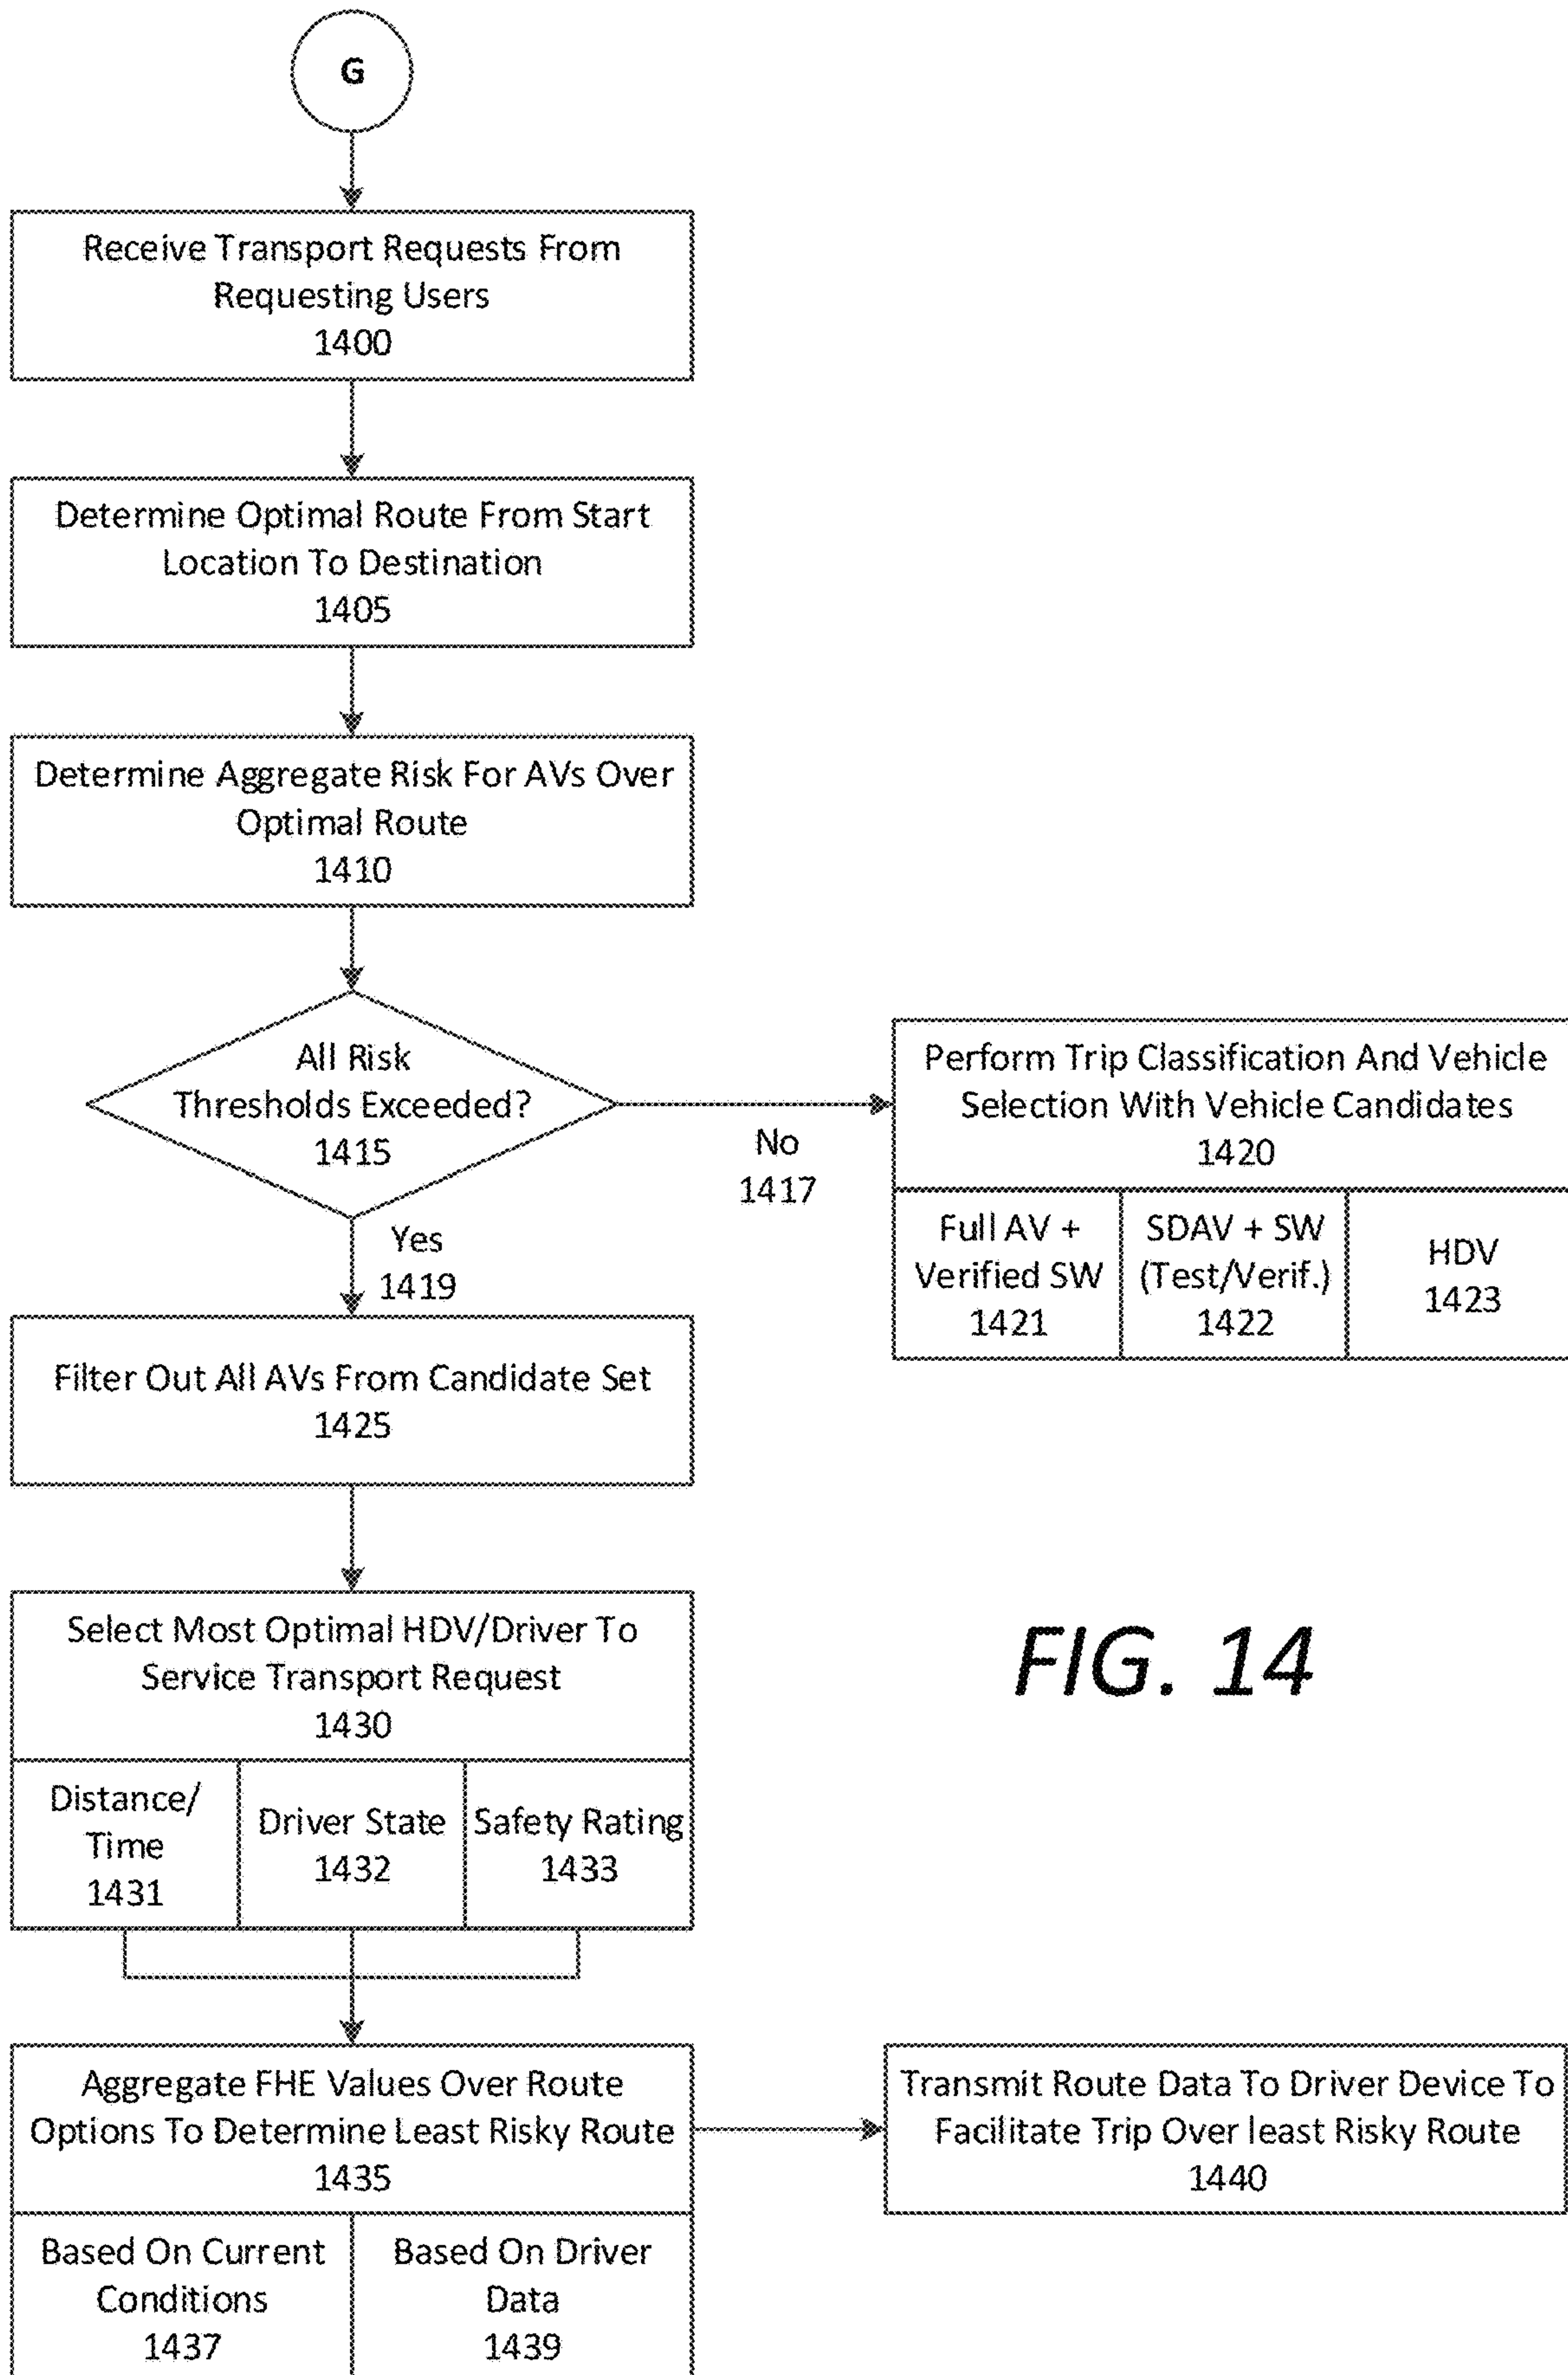 G
Receive Transport Requests From
Requesting Users
1400
Determine Optimal Route From Start
Location To Destination
1405
Determine Aggregate Risk For AVs Over
Optimal Route
1410
All Risk
Thresholds Exceeded?
1415
No
1417
Yes
1419
Perform Trip Classification And Vehicle
Selection With Vehicle Candidates
1420
Full AV +
Verified SW
1421
SDAV + SW
(Test/Verif.)
1422
HDV
1423
Filter Out All AVs From Candidate Set
1425
Select Most Optimal HDV/Driver To
Service Transport Request
1430
Distance/
Time
1431
Driver State
1432
Safety Rating
1433
FIG. 14
Aggregate FHE Values Over Route
Options To Determine Least Risky Route
1435
Based On Current
Conditions
1437
Based On Driver
Data
1439
Transmit Route Data To Driver Device To
Facilitate Trip Over least Risky Route
1440